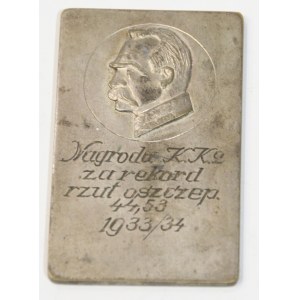 Nagroda K.K°
za rekord
rzut oszczep.
44,53
1933/34